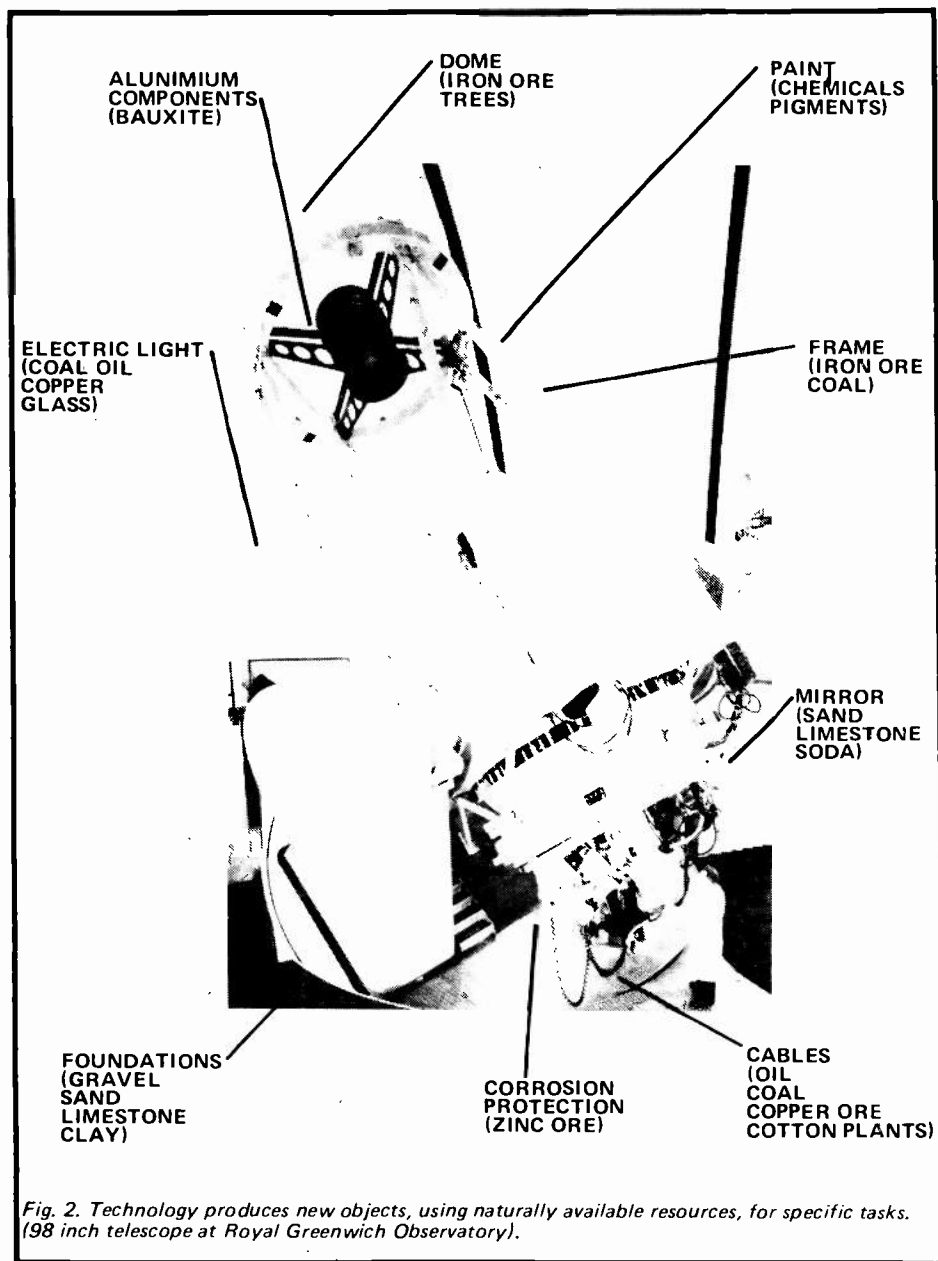 ALUNIMIUM
COMPONENTS
(BAUXITE)
DOME
(IRON ORE
TREES)
PAINT
(CHEMICALS
PIGMENTS)
ELECTRIC LIGHT
(COAL OIL
COPPER
GLASS)
FRAME
(IRON ORE
COAL)
MIRROR
(SAND
LIMESTONE
SODA)
FOUNDATIONS
(GRAVEL
SAND
LIMESTONE
CLAY)
CORROSION
PROTECTION
(ZINC ORE)
CABLES
(OIL
COAL
COPPER ORE
COTTON PLANTS)
Fig. 2. Technology produces new objects, using naturally available resources, for specific tasks.
(98 inch telescope at Royal Greenwich Observatory).